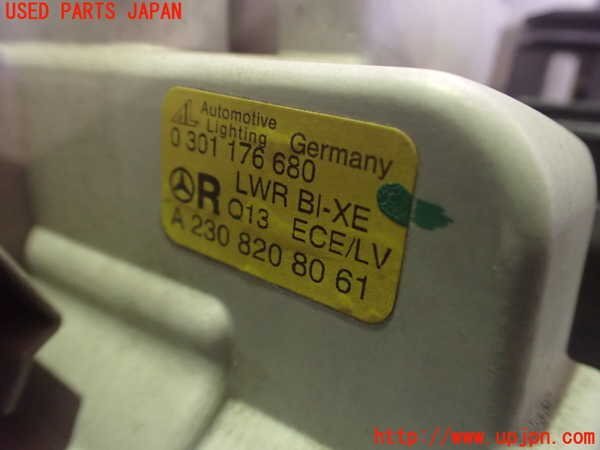 USED PARTS JAPAN
AL Automotive Lighting Germany
0 301 176 680
R LWR BI-XE
Q13 ECE/LV
A 230 820 80 61
http://www.upjpn.com